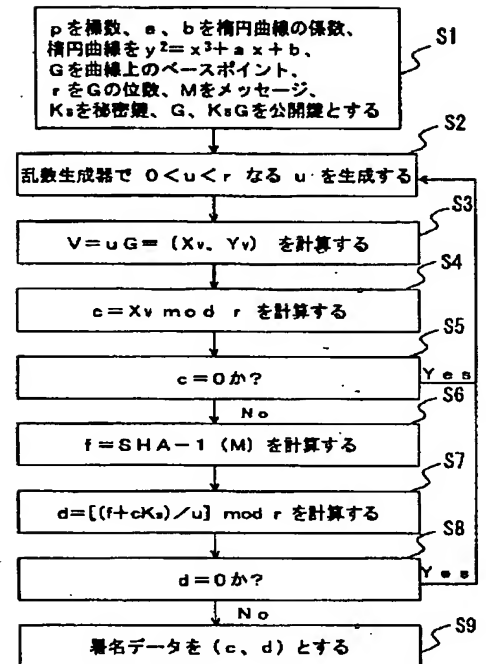 pを標数、a、bを楕円曲線の係数、
楕円曲線をy²=x³+ax+b、
Gを曲線上のベースポイント、
rをGの位数、Mをメッセージ、
Ksを秘密鍵、G、KsGを公開鍵とする
S1
S2
乱数生成器で 0<u<r なる u を生成する
S3
V=uG=(Xv、Yv) を計算する
S4
c=Xv mod r を計算する
S5
c=0か?
Yes
No
S6
f=SHA-1(M)を計算する
S7
d=[(f+cKs)/u] mod r を計算する
S8
d=0か?
Yes
No
S9
署名データを(c、d)とする